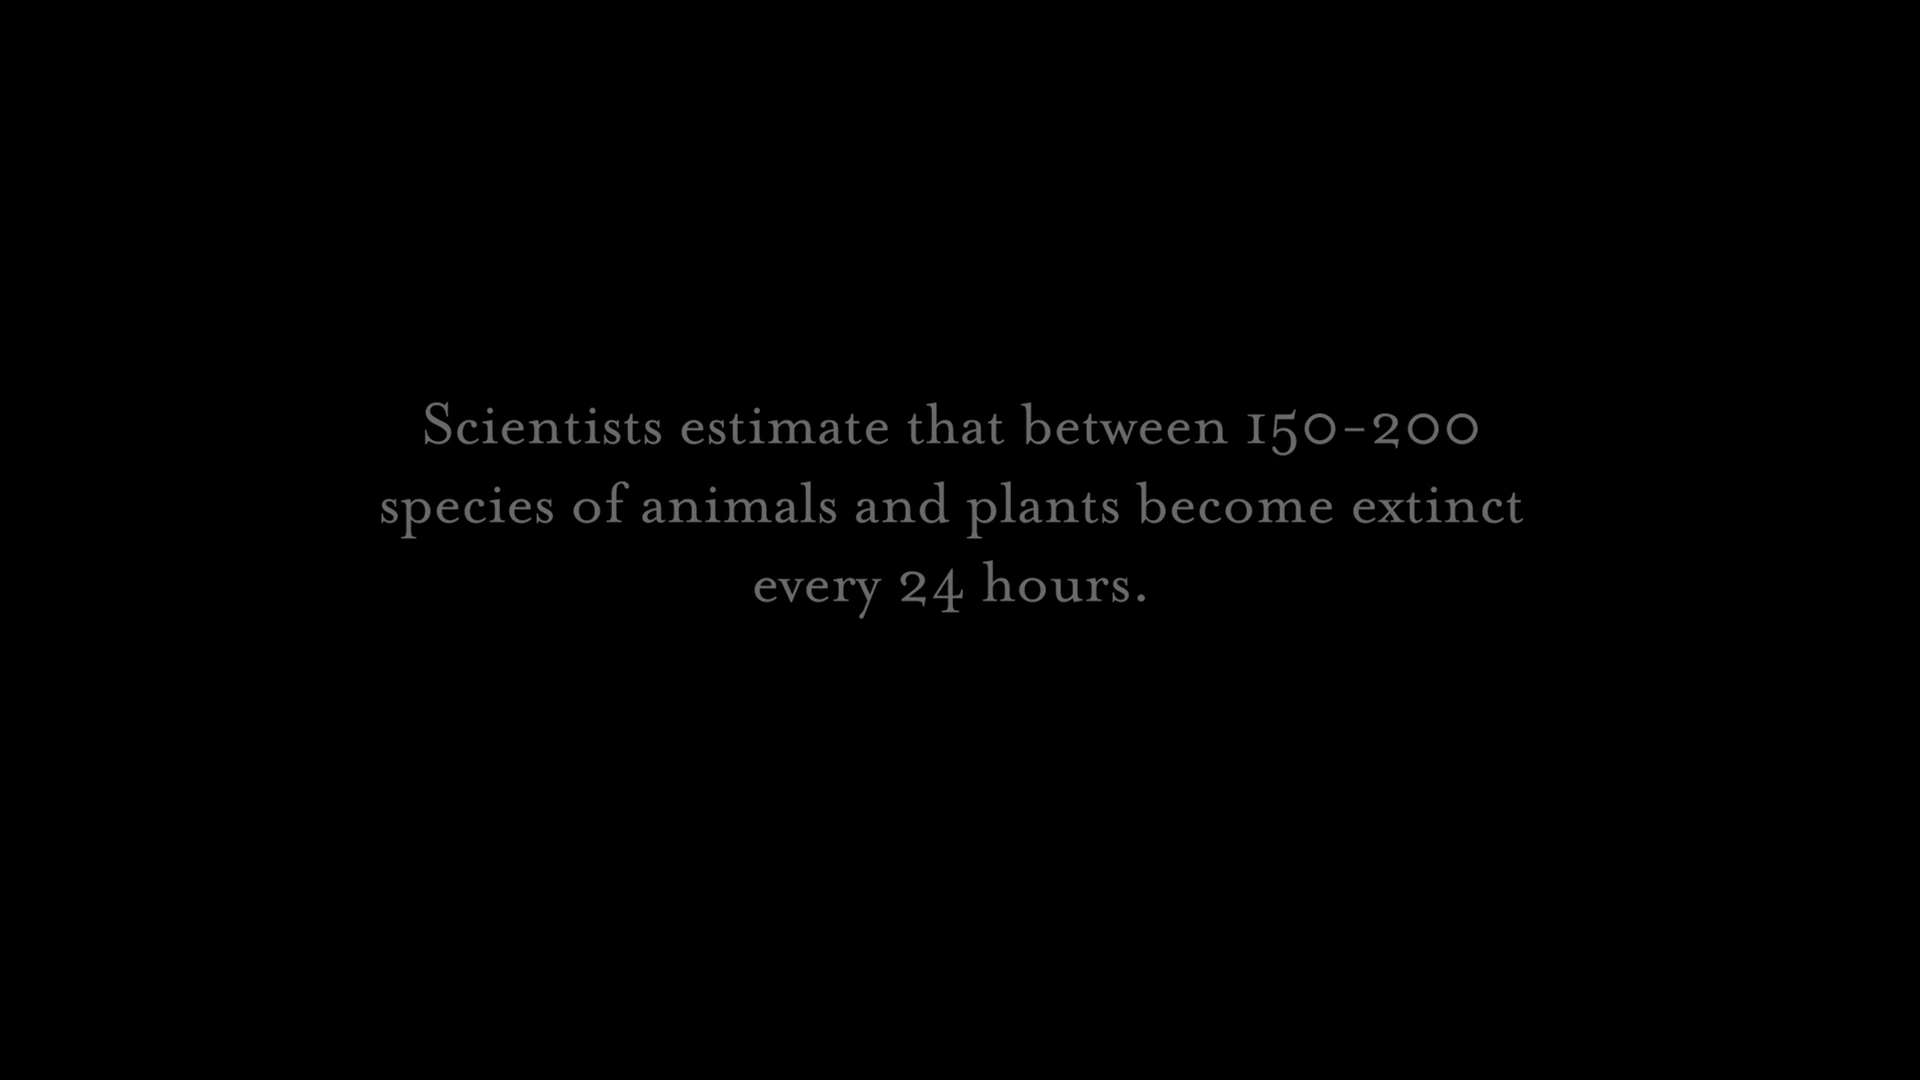 Scientists estimate that between 150-200
species of animals and plants become extinct
every 24 hours.